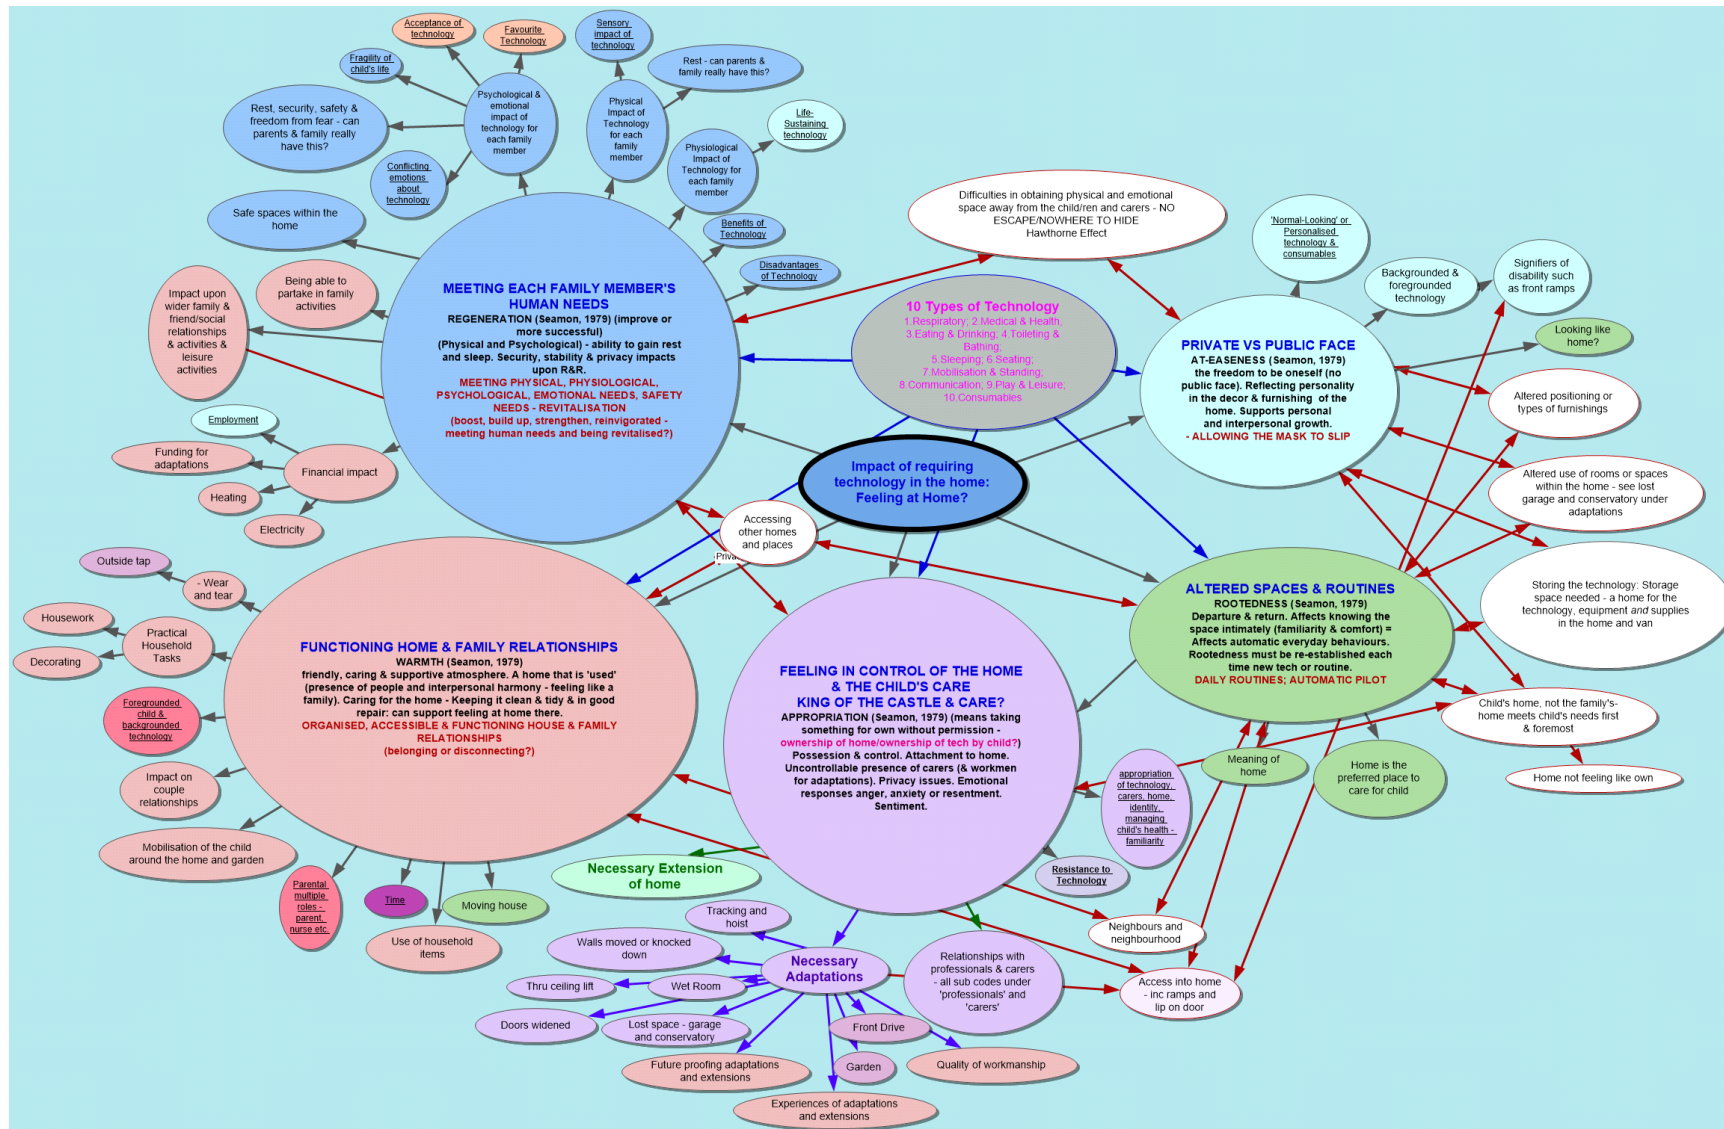 Acceptance of
technology
Favourite
Technology
Sensory
impact of
technology
Fragility of
child's life
Rest - can parents &
family really have this?
Psychological &
emotional
impact of
technology for
each family
member
Physical
Impact of
Technology
for each
family
member
Life-
Sustaining
technology
Rest, security, safety &
freedom from fear - can
parents & family really
have this?
Physiological
Impact of
Technology for
each family
member
Conflicting
emotions
about
technology
Safe spaces within the
home
Benefits of
Technology
Disadvantages
of Technology
Difficulties in obtaining physical and emotional
space away from the child/ren and carers - NO
ESCAPE/NOWHERE TO HIDE
Hawthorne Effect
'Normal-Looking' or
Personalised
technology &
consumables
Backgrounded &
foregrounded
technology
Signifiers of
disability such
as front ramps
Looking like
home?
Impact upon
wider family &
friend/social
relationships
& activities &
leisure
activities
Being able to
partake in family
activities
MEETING EACH FAMILY MEMBER'S
HUMAN NEEDS
REGENERATION (Seamon, 1979) (improve or
more successful)
(Physical and Psychological) - ability to gain rest
and sleep. Security, stability & privacy impacts
upon R&R.
MEETING PHYSICAL, PHYSIOLOGICAL,
PSYCHOLOGICAL, EMOTIONAL NEEDS, SAFETY
NEEDS - REVITALISATION
(boost, build up, strengthen, reinvigorated -
meeting human needs and being revitalised?)
10 Types of Technology
1.Respiratory; 2.Medical & Health,
3.Eating & Drinking; 4.Toileting &
Bathing;
5.Sleeping; 6.Seating;
7.Mobilisation & Standing;
8.Communication; 9.Play & Leisure;
10.Consumables
PRIVATE VS PUBLIC FACE
AT-EASENESS (Seamon, 1979)
the freedom to be oneself (no
public face). Reflecting personality
in the decor & furnishing of the
home. Supports personal
and interpersonal growth.
- ALLOWING THE MASK TO SLIP
Altered positioning or
types of furnishings
Altered use of rooms or spaces
within the home - see lost
garage and conservatory under
adaptations
Employment
Funding for
adaptations
Financial impact
Heating
Electricity
Impact of requiring
technology in the home:
Feeling at Home?
Accessing
other homes
and places
Priva
Storing the technology: Storage
space needed - a home for the
technology, equipment and supplies
in the home and van
ALTERED SPACES & ROUTINES
ROOTEDNESS (Seamon, 1979)
Departure & return. Affects knowing the
space intimately (familiarity & comfort) =
Affects automatic everyday behaviours.
Rootedness must be re-established each
time new tech or routine.
DAILY ROUTINES; AUTOMATIC PILOT
Outside tap
- Wear
and tear
Housework
Practical
Household
Tasks
Decorating
FUNCTIONING HOME & FAMILY RELATIONSHIPS
WARMTH (Seamon, 1979)
friendly, caring & supportive atmosphere. A home that is 'used'
(presence of people and interpersonal harmony - feeling like a
family). Caring for the home - Keeping it clean & tidy & in good
repair: can support feeling at home there.
ORGANISED, ACCESSIBLE & FUNCTIONING HOUSE & FAMILY
RELATIONSHIPS
(belonging or disconnecting?)
FEELING IN CONTROL OF THE HOME
& THE CHILD'S CARE
KING OF THE CASTLE & CARE?
APPROPRIATION (Seamon, 1979) (means taking
something for own without permission -
ownership of home/ownership of tech by child?)
Possession & control. Attachment to home.
Uncontrollable presence of carers (& workmen
for adaptations). Privacy issues. Emotional
responses anger, anxiety or resentment.
Sentiment.
Child's home, not the family's-
home meets child's needs first
& foremost
Home not feeling like own
Meaning of
home
Home is the
preferred place to
care for child
Foregrounded
child &
backgrounded
technology
Impact on
couple
relationships
Mobilisation of the child
around the home and garden
appropriation
of technology,
carers, home,
identity,
managing
child's health -
familiarity
Resistance to
Technology
Necessary Extension
of home
Parental
multiple
roles -
parent,
nurse etc.
Time
Moving house
Use of household
items
Tracking and
hoist
Walls moved or knocked
down
Necessary
Adaptations
Thru ceiling lift
Wet Room
Doors widened
Lost space - garage
and conservatory
Front Drive
Garden
Future proofing adaptations
and extensions
Quality of workmanship
Experiences of adaptations
and extensions
Relationships with
professionals & carers
- all sub codes under
'professionals' and
'carers'
Neighbours and
neighbourhood
Access into home
- inc ramps and
lip on door